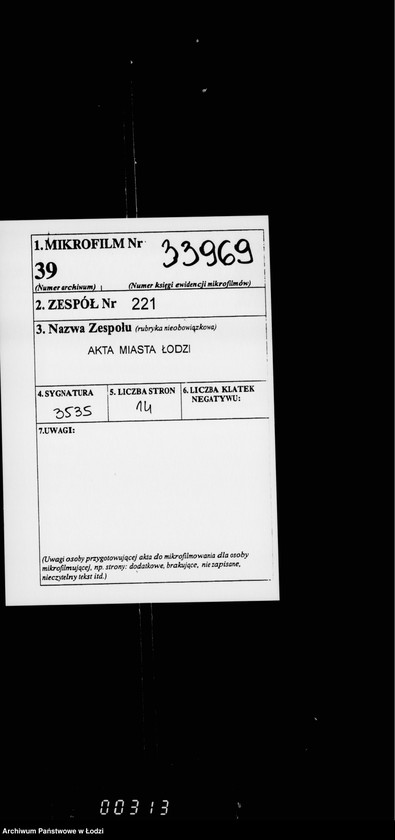 1. MIKROFILM Nr 33969
39
(Numer archiwum) (Numer księgi ewidencji mikrofilmów)
2. ZESPÓŁ Nr 221
3. Nazwa Zespołu (rubryka nieobowiązkowa)
AKTA MIASTA ŁODZI
4. SYGNATURA 5. LICZBA STRON 6. LICZBA KLATEK
NEGATYWU:
3535 14
7.UWAGI:
(Uwagi osoby przygotowującej akta do mikrofilmowania dla osoby
mikrofilmującej, np. strony: dodatkowe, brakujące, nie zapisane,
nieczytelny tekst itd.)
00313
Archiwum Państwowe w Łodzi